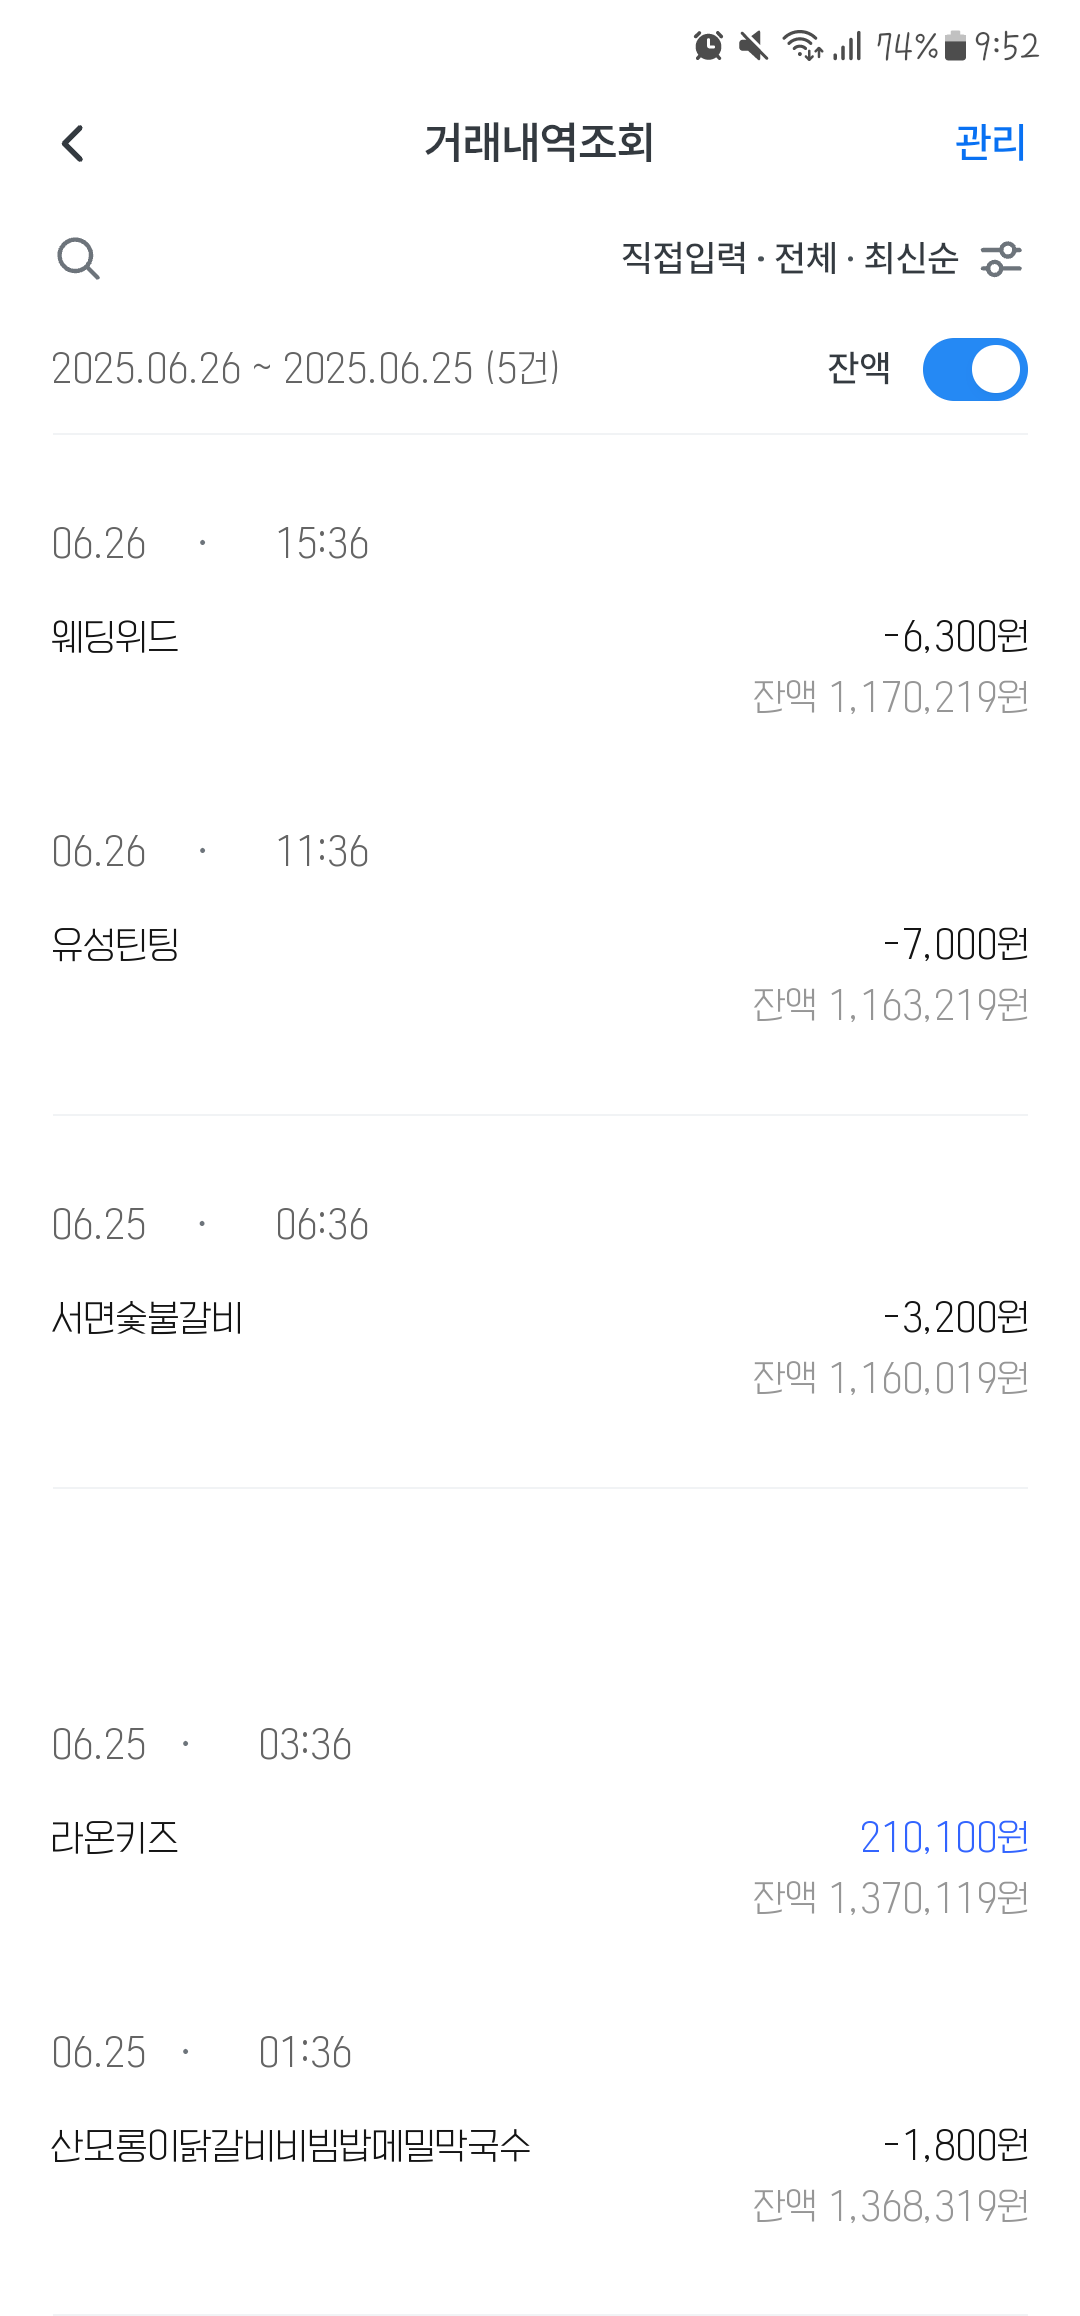 74% 9:52
거래내역조회 관리
직접입력 · 전체 · 최신순
2025.06.26 ~ 2025.06.25 (5건) 잔액
06.26 · 15:36
웨딩위드 -6,300원
잔액 1,170,219원
06.26 · 11:36
유성틴팅 -7,000원
잔액 1,163,219원
06.25 · 06:36
서면숯불갈비 -3,200원
잔액 1,160,019원
06.25 · 03:36
라온키즈 210,100원
잔액 1,370,119원
06.25 · 01:36
산모롱이닭갈비비빔밥메밀막국수 -1,800원
잔액 1,368,319원